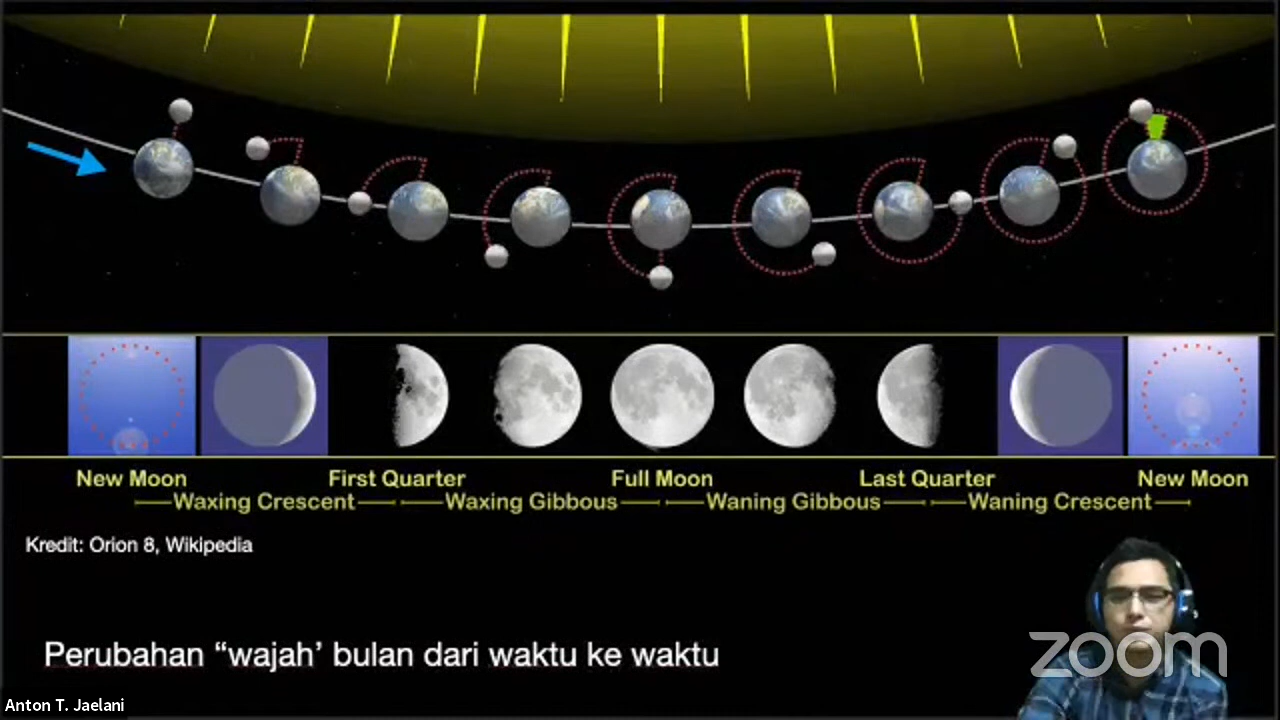 New Moon First Quarter Full Moon Last Quarter New Moon
Waxing Crescent Waxing Gibbous Waning Gibbous Waning Crescent
Kredit: Orion 8, Wikipedia
Perubahan “wajah’ bulan dari waktu ke waktu
zoom
Anton T. Jaelani